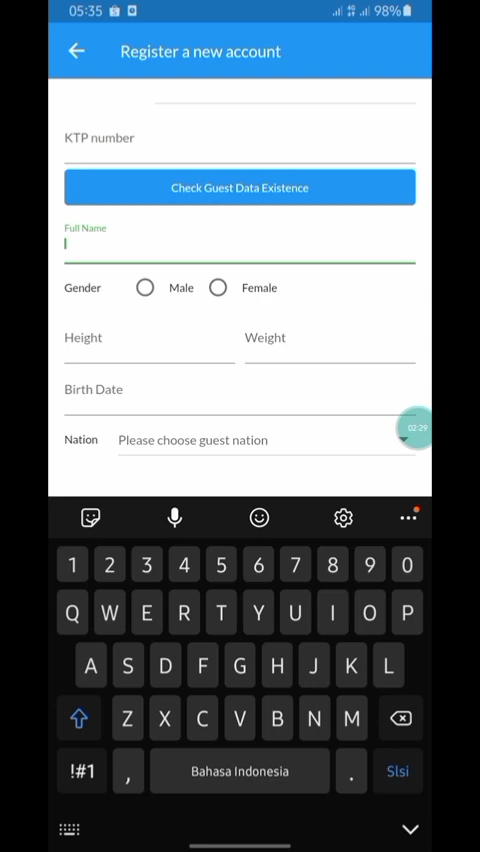 05:35 98%
Register a new account
KTP number
Check Guest Data Existence
Full Name
Gender Male Female
Height Weight
Birth Date
02:29
Nation Please choose guest nation
1 2 3 4 5 6 7 8 9 0
Q W E R T Y U I O P
A S D F G H J K L
Z X C V B N M
!#1 , Bahasa Indonesia . Slsi